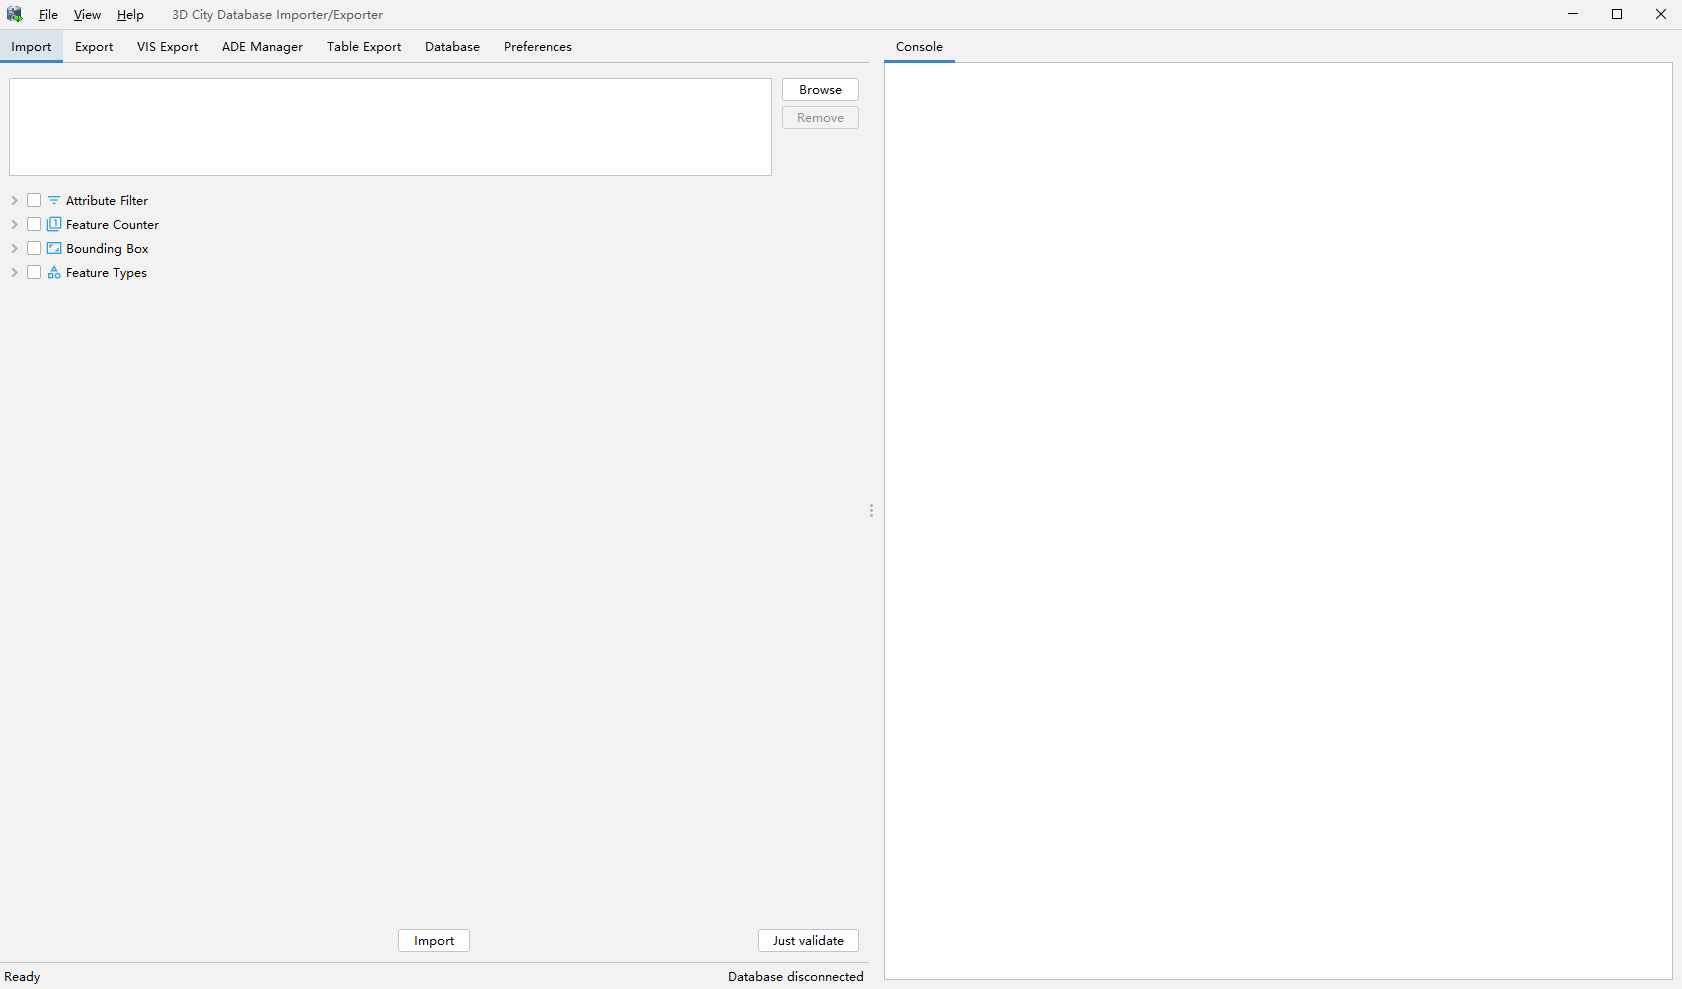 File View Help 3D City Database Importer/Exporter
Import Export VIS Export ADE Manager Table Export Database Preferences
Console
Browse
Remove
Attribute Filter
Feature Counter
Bounding Box
Feature Types
Import
Just validate
Ready
Database disconnected